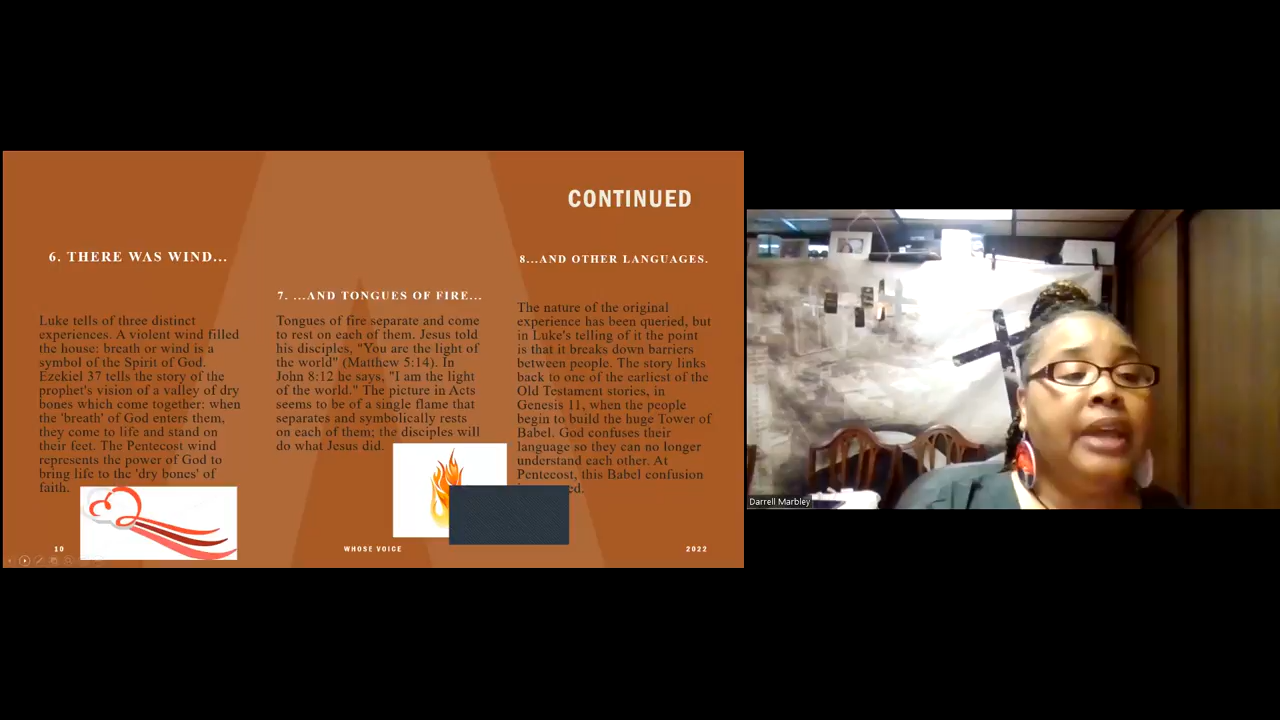 CONTINUED
6. THERE WAS WIND...
Luke tells of three distinct
experiences. A violent wind filled
the house: breath or wind is a
symbol of the Spirit of God.
Ezekiel 37 tells the story of the
prophet's vision of a valley of dry
bones which come together: when
the 'breath' of God enters them,
they come to life and stand on
their feet. The Pentecost wind
represents the power of God to
bring life to the 'dry bones' of
faith.
7. ...AND TONGUES OF FIRE...
Tongues of fire separate and come
to rest on each of them. Jesus told
his disciples, "You are the light of
the world" (Matthew 5:14). In
John 8:12 he says, "I am the light
of the world." The picture in Acts
seems to be of a single flame that
separates and symbolically rests
on each of them; the disciples will
do what Jesus did.
8...AND OTHER LANGUAGES.
The nature of the original
experience has been queried, but
in Luke's telling of it the point
is that it breaks down barriers
between people. The story links
back to one of the earliest of the
Old Testament stories, in
Genesis 11, when the people
begin to build the huge Tower of
Babel. God confuses their
language so they can no longer
understand each other. At
Pentecost, this Babel confusion
10
WHOSE VOICE
2022
Darrell Marbley